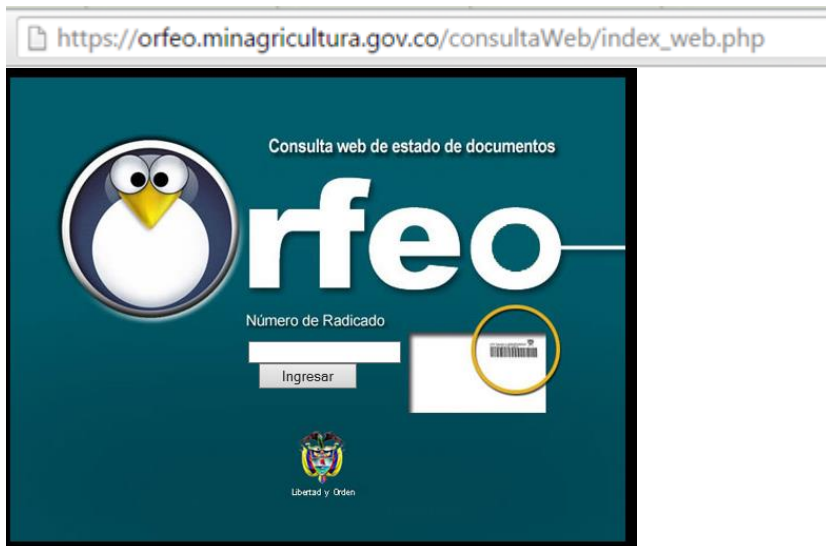 https://orfeo.minagricultura.gov.co/consultaWeb/index_web.php
Consulta web de estado de documentos
Orfeo
Número de Radicado
Ingresar
Libertad y Orden